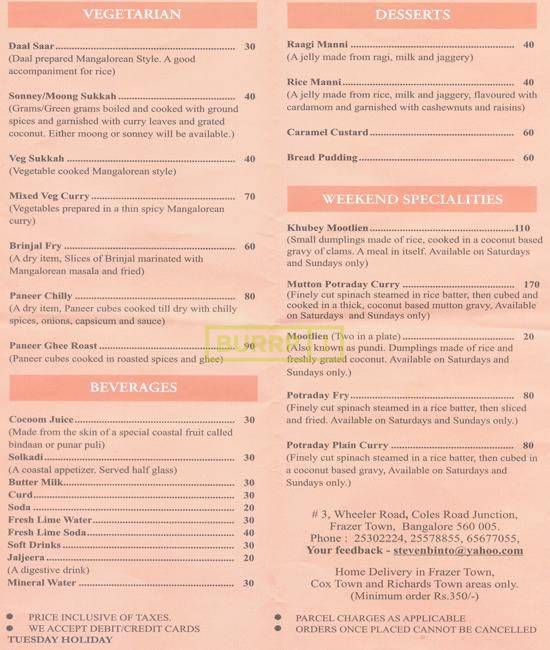 VEGETARIAN
Daal Saar 30
(Daal prepared Mangalorean Style. A good
accompaniment for rice)
Sonney/Moong Sukkah 40
(Grams/Green grams boiled and cooked with ground
spices and garnished with curry leaves and grated
coconut. Either moong or sonney will be available.)
Veg Sukkah 40
(Vegetable cooked Mangalorean style)
Mixed Veg Curry 70
(Vegetables prepared in a thin spicy Mangalorean
curry)
Brinjal Fry 60
(A dry item, Slices of Brinjal marinated with
Mangalorean masala and fried)
Paneer Chilly 80
(A dry item, Paneer cubes cooked till dry with chilly
spices, onions, capsicum and sauce)
Paneer Ghee Roast 90
(Paneer cubes cooked in roasted spices and ghee)
BEVERAGES
Cocoom Juice 30
(Made from the skin of a special coastal fruit called
bindaan or punar puli)
Solkadi 30
(A coastal appetizer. Served half glass)
Butter Milk 30
Curd 30
Soda 20
Fresh Lime Water 30
Fresh Lime Soda 40
Soft Drinks 30
Jaljeera 20
(A digestive drink)
Mineral Water 30
● PRICE INCLUSIVE OF TAXES.
● WE ACCEPT DEBIT/CREDIT CARDS
TUESDAY HOLIDAY
DESSERTS
Raagi Manni 40
(A jelly made from ragi, milk and jaggery)
Rice Manni 40
(A jelly made from rice, milk and jaggery, flavoured with
cardamom and garnished with cashewnuts and raisins)
Caramel Custard 60
Bread Pudding 60
WEEKEND SPECIALITIES
Khubey Mootlien 110
(Small dumplings made of rice, cooked in a coconut based
gravy of clams. A meal in itself. Available on Saturdays
and Sundays only)
Mutton Potraday Curry 170
(Finely cut spinach steamed in rice batter, then cubed and
cooked in a thick, coconut based mutton gravy, Available
on Saturdays and Sundays only)
Mootlien (Two in a plate) 20
(Also known as pundi. Dumplings made of rice and
freshly grated coconut. Available on Saturdays and
Sundays only.)
Potraday Fry 80
(Finely cut spinach steamed in a rice batter, then sliced
and fried. Available on Saturdays and Sundays only.)
Potraday Plain Curry 80
(Finely cut spinach steamed in a rice batter, then cubed in
a coconut based gravy, Available on Saturdays and
Sundays only.)
# 3, Wheeler Road, Coles Road Junction,
Frazer Town, Bangalore 560 005.
Phone : 25302224, 25578855, 65677055,
Your feedback - stevenbinto@yahoo.com
Home Delivery in Frazer Town,
Cox Town and Richards Town areas only.
(Minimum order Rs.350/-)
● PARCEL CHARGES AS APPLICABLE
● ORDERS ONCE PLACED CANNOT BE CANCELLED